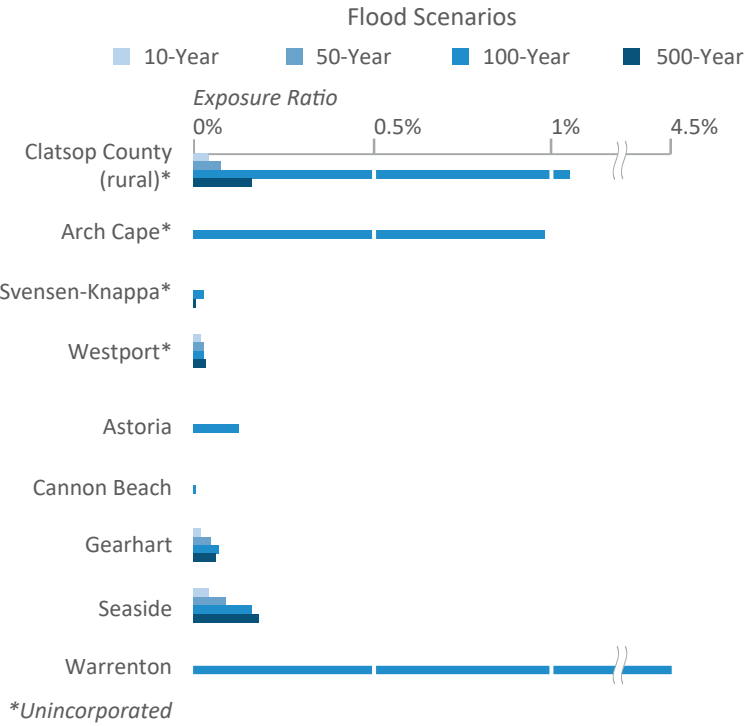 Flood Scenarios
10-Year 50-Year 100-Year 500-Year
Exposure Ratio
0% 0.5% 1% 4.5%
Clatsop County
(rural)*
Arch Cape*
Svensen-Knappa*
Westport*
Astoria
Cannon Beach
Gearhart
Seaside
Warrenton
*Unincorporated